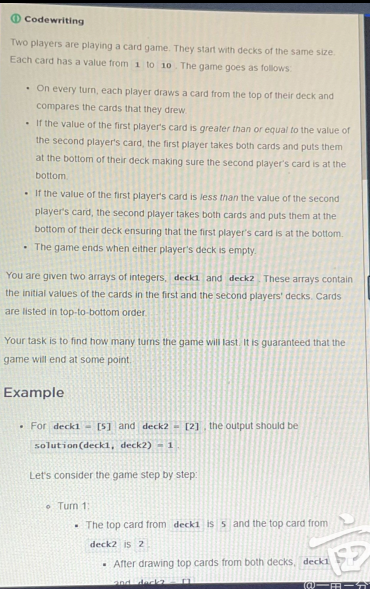 ① Codewriting
Two players are playing a card game. They start with decks of the same size.
Each card has a value from 1 to 10. The game goes as follows:
• On every turn, each player draws a card from the top of their deck and
compares the cards that they drew.
• If the value of the first player's card is greater than or equal to the value of
the second player's card, the first player takes both cards and puts them
at the bottom of their deck making sure the second player's card is at the
bottom.
• If the value of the first player's card is less than the value of the second
player's card, the second player takes both cards and puts them at the
bottom of their deck ensuring that the first player's card is at the bottom.
• The game ends when either player's deck is empty.
You are given two arrays of integers, deck1 and deck2. These arrays contain
the initial values of the cards in the first and the second players' decks. Cards
are listed in top-to-bottom order.
Your task is to find how many turns the game will last. It is guaranteed that the
game will end at some point.
Example
• For deck1 = [5] and deck2 = [2], the output should be
solution(deck1, deck2) = 1.
Let's consider the game step by step:
Turn 1:
• The top card from deck1 is 5 and the top card from
deck2 is 2.
• After drawing top cards from both decks, deck1
and deck2 = []
亩
@一亩一分